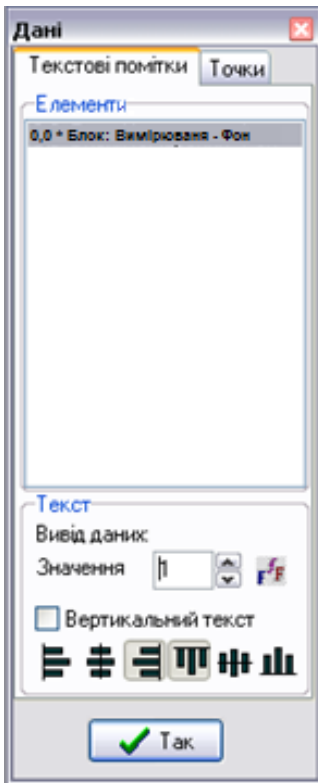 Дані
Текстові помітки Точки
Елементи
0,0 * Блок: Вимірюваня - Фон
Текст
Вивід даних:
Значення 1
Вертикальний текст
Так